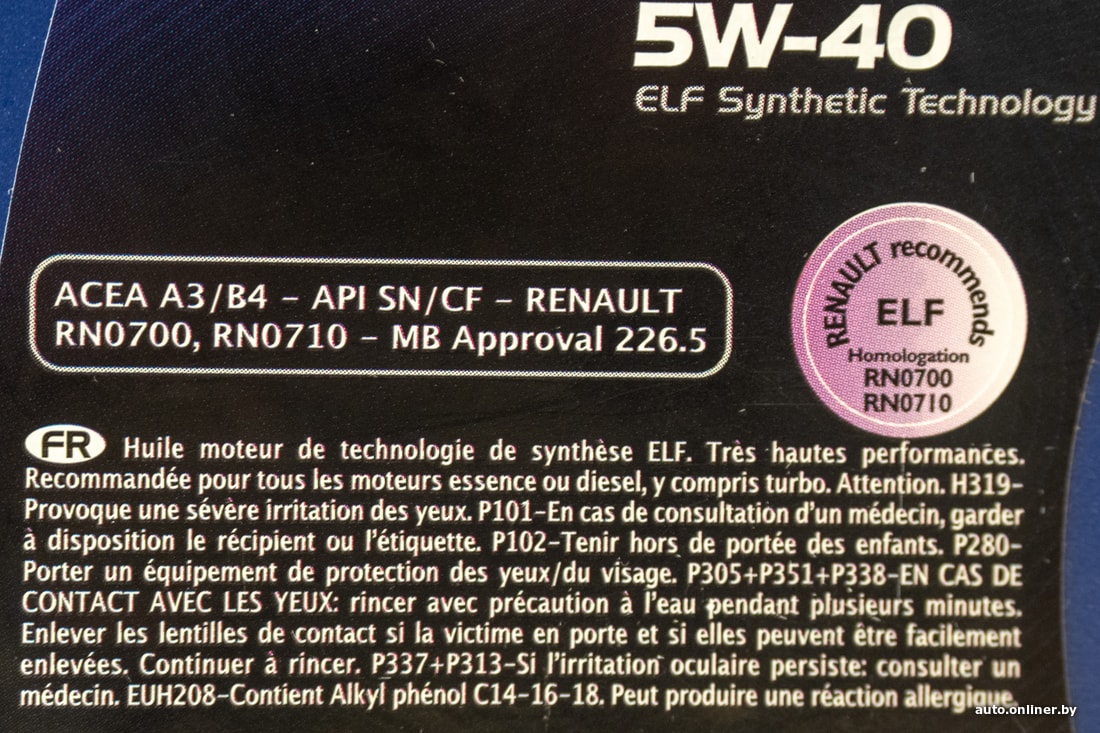 5W-40
ELF Synthetic Technology
ACEA A3/B4 – API SN/CF – RENAULT
RN0700, RN0710 – MB Approval 226.5
RENAULT recommends
ELF
Homologation
RN0700
RN0710
FR Huile moteur de technologie de synthèse ELF. Très hautes performances.
Recommandée pour tous les moteurs essence ou diesel, y compris turbo. Attention. H319–
Provoque une sévère irritation des yeux. P101–En cas de consultation d’un médecin, garder
à disposition le récipient ou l’étiquette. P102–Tenir hors de portée des enfants. P280–
Porter un équipement de protection des yeux/du visage. P305+P351+P338–EN CAS DE
CONTACT AVEC LES YEUX: rincer avec précaution à l’eau pendant plusieurs minutes.
Enlever les lentilles de contact si la victime en porte et si elles peuvent être facilement
enlevées. Continuer à rincer. P337+P313–Si l’irritation oculaire persiste: consulter un
médecin. EUH208–Contient Alkyl phénol C14–16–18. Peut produire une réaction allergique.
auto.onliner.by